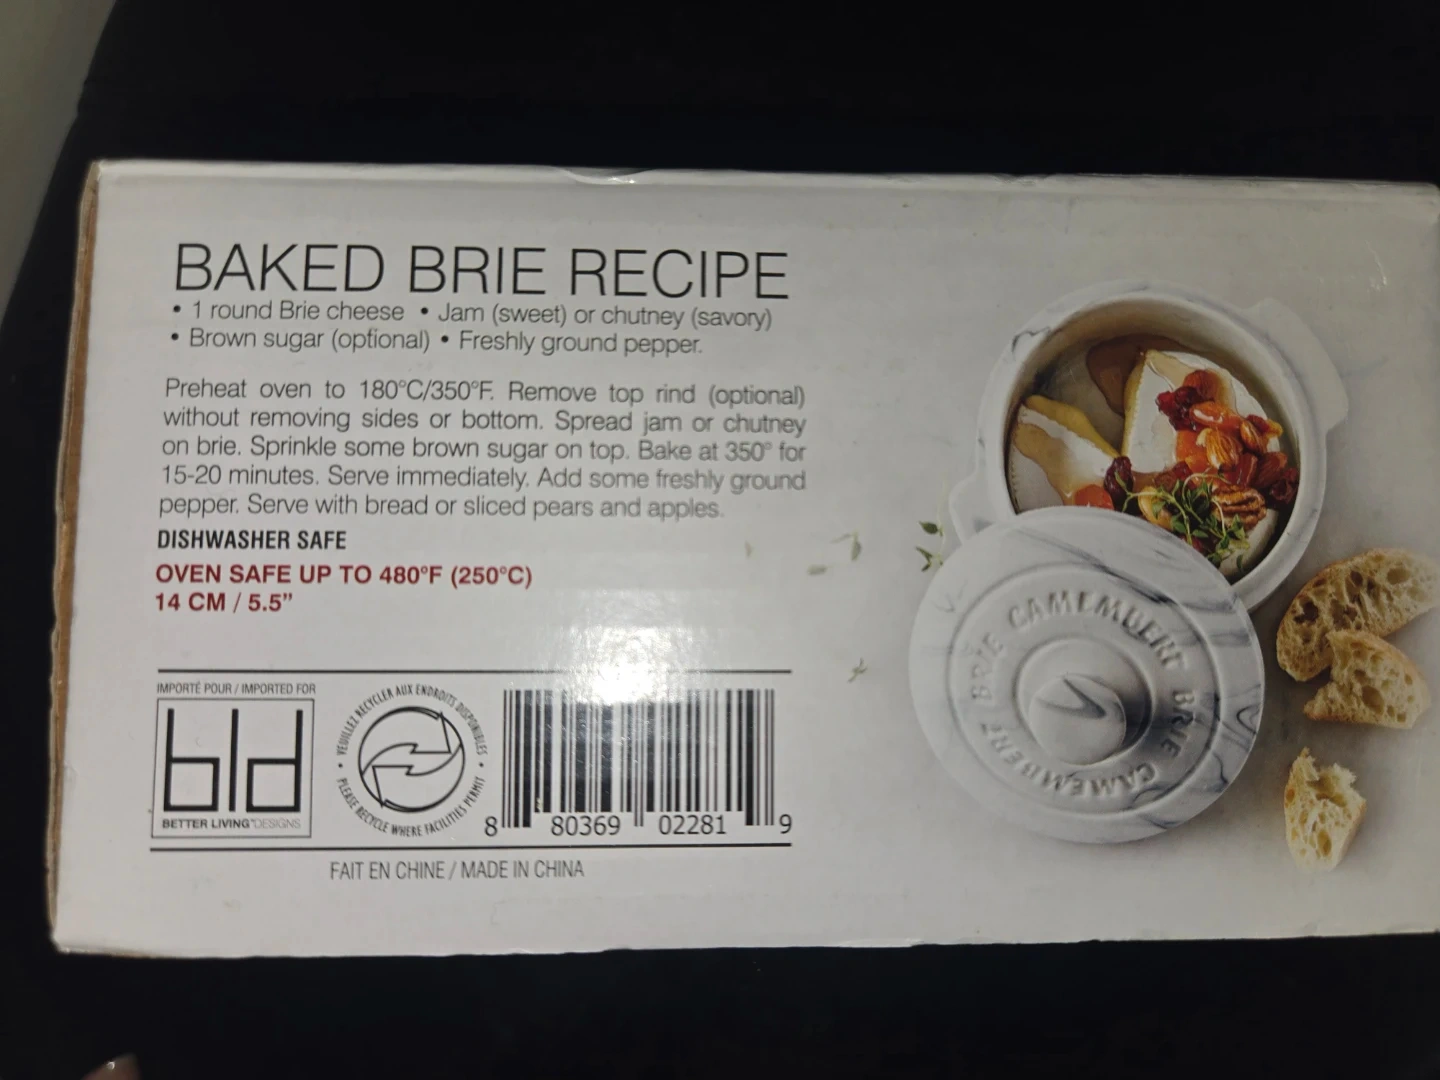 BAKED BRIE RECIPE
• 1 round Brie cheese • Jam (sweet) or chutney (savory)
• Brown sugar (optional) • Freshly ground pepper.
Preheat oven to 180°C/350°F. Remove top rind (optional)
without removing sides or bottom. Spread jam or chutney
on brie. Sprinkle some brown sugar on top. Bake at 350° for
15-20 minutes. Serve immediately. Add some freshly ground
pepper. Serve with bread or sliced pears and apples.
DISHWASHER SAFE
OVEN SAFE UP TO 480°F (250°C)
14 CM / 5.5”
IMPORTÉ POUR / IMPORTED FOR
bld
BETTER LIVING™DESIGNS
• VEUILLEZ RECYCLER AUX ENDROITS DISPONIBLES •
PLEASE RECYCLE WHERE FACILITIES PERMIT
8 80369 02281 9
FAIT EN CHINE / MADE IN CHINA
BRIE CAMEMBERT BRIE CAMEMBERT